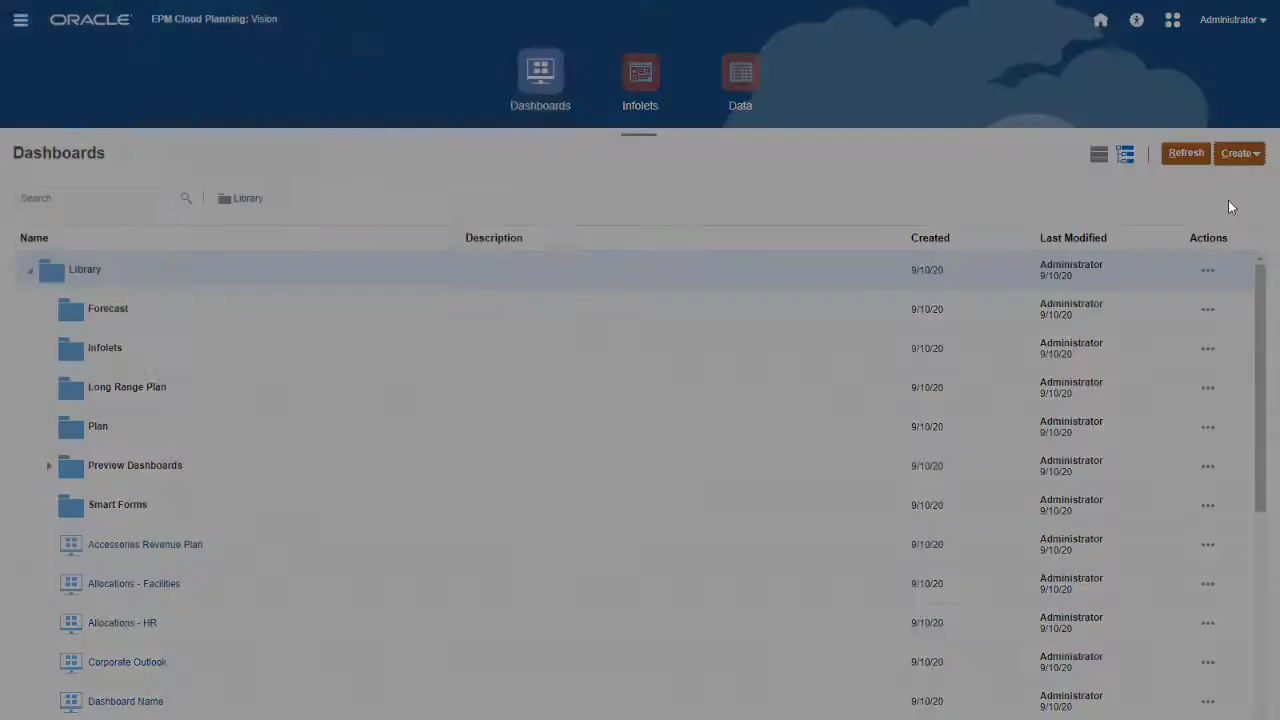 ORACLE EPM Cloud Planning: Vision Administrator
Dashboards Infolets Data
Dashboards Refresh Create
Search Library
Name Description Created Last Modified Actions
Library 9/10/20 Administrator
9/10/20
Forecast 9/10/20 Administrator
9/10/20
Infolets 9/10/20 Administrator
9/10/20
Long Range Plan 9/10/20 Administrator
9/10/20
Plan 9/10/20 Administrator
9/10/20
Preview Dashboards 9/10/20 Administrator
9/10/20
Smart Forms 9/10/20 Administrator
9/10/20
Accessories Revenue Plan 9/10/20 Administrator
9/10/20
Allocations - Facilities 9/10/20 Administrator
9/10/20
Allocations - HR 9/10/20 Administrator
9/10/20
Corporate Outlook 9/10/20 Administrator
9/10/20
Dashboard Name 9/10/20 Administrator
9/10/20